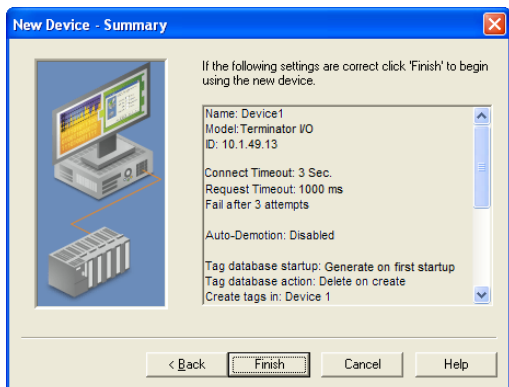 New Device - Summary
If the following settings are correct click 'Finish' to begin
using the new device.
Name: Device1
Model:Terminator I/O
ID: 10.1.49.13
Connect Timeout: 3 Sec.
Request Timeout: 1000 ms
Fail after 3 attempts
Auto-Demotion: Disabled
Tag database startup: Generate on first startup
Tag database action: Delete on create
Create tags in: Device 1
< Back Finish Cancel Help